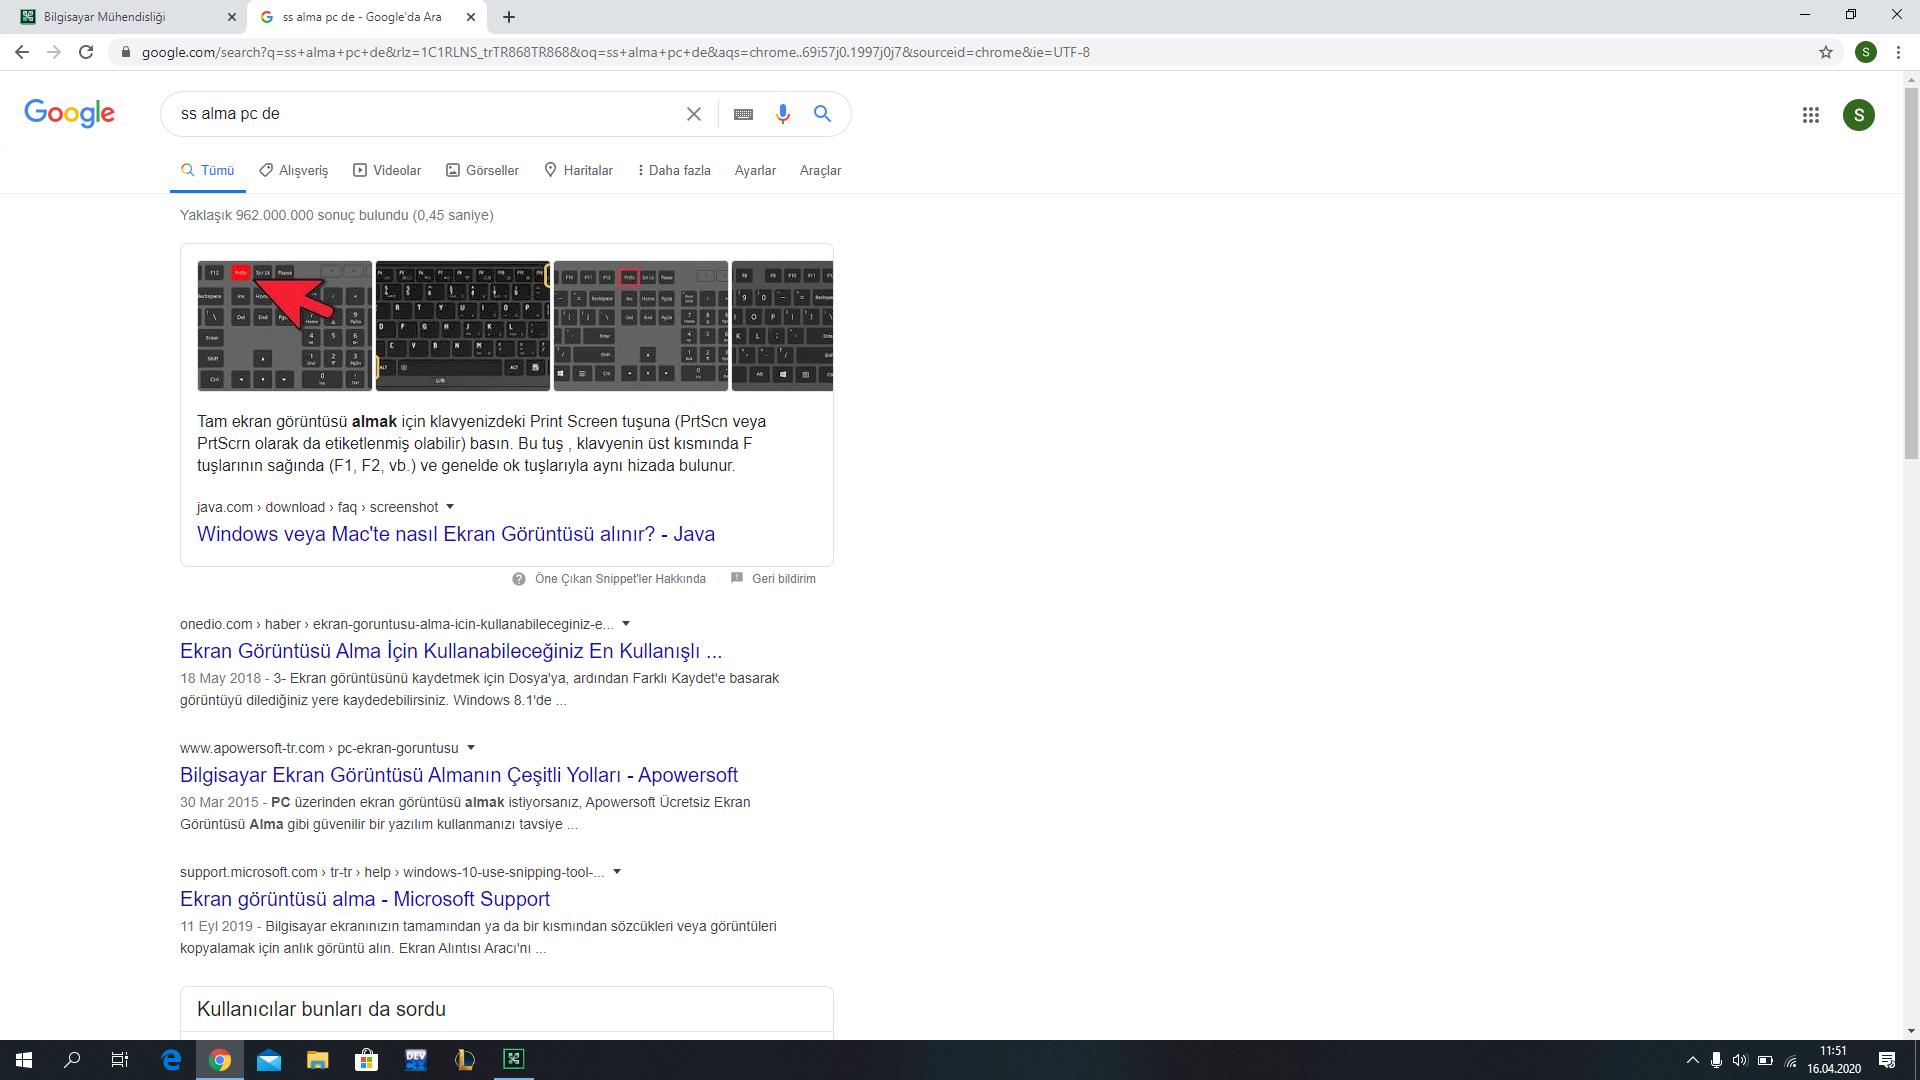 Bilgisayar Mühendisliği
ss alma pc de - Google'da Ara
google.com/search?q=ss+alma+pc+de&rlz=1C1RLNS_trTR868TR868&oq=ss+alma+pc+de&aqs=chrome..69i57j0.1997j0j7&sourceid=chrome&ie=UTF-8
S
Google
ss alma pc de
S
Tümü
Alışveriş
Videolar
Görseller
Haritalar
Daha fazla
Ayarlar
Araçlar
Yaklaşık 962.000.000 sonuç bulundu (0,45 saniye)
Tam ekran görüntüsü almak için klavyenizdeki Print Screen tuşuna (PrtScn veya
PrtScrn olarak da etiketlenmiş olabilir) basın. Bu tuş , klavyenin üst kısmında F
tuşlarının sağında (F1, F2, vb.) ve genelde ok tuşlarıyla aynı hizada bulunur.
java.com › download › faq › screenshot
Windows veya Mac'te nasıl Ekran Görüntüsü alınır? - Java
Öne Çıkan Snippet'ler Hakkında
Geri bildirim
onedio.com › haber › ekran-goruntusu-alma-icin-kullanabileceginiz-e...
Ekran Görüntüsü Alma İçin Kullanabileceğiniz En Kullanışlı ...
18 May 2018 - 3- Ekran görüntüsünü kaydetmek için Dosya'ya, ardından Farklı Kaydet'e basarak
görüntüyü dilediğiniz yere kaydedebilirsiniz. Windows 8.1'de ...
www.apowersoft-tr.com › pc-ekran-goruntusu
Bilgisayar Ekran Görüntüsü Almanın Çeşitli Yolları - Apowersoft
30 Mar 2015 - PC üzerinden ekran görüntüsü almak istiyorsanız, Apowersoft Ücretsiz Ekran
Görüntüsü Alma gibi güvenilir bir yazılım kullanmanızı tavsiye ...
support.microsoft.com › tr-tr › help › windows-10-use-snipping-tool-...
Ekran görüntüsü alma - Microsoft Support
11 Eyl 2019 - Bilgisayar ekranınızın tamamından ya da bir kısmından sözcükleri veya görüntüleri
kopyalamak için anlık görüntü alın. Ekran Alıntısı Aracı'nı ...
Kullanıcılar bunları da sordu
DEV
11:51
16.04.2020